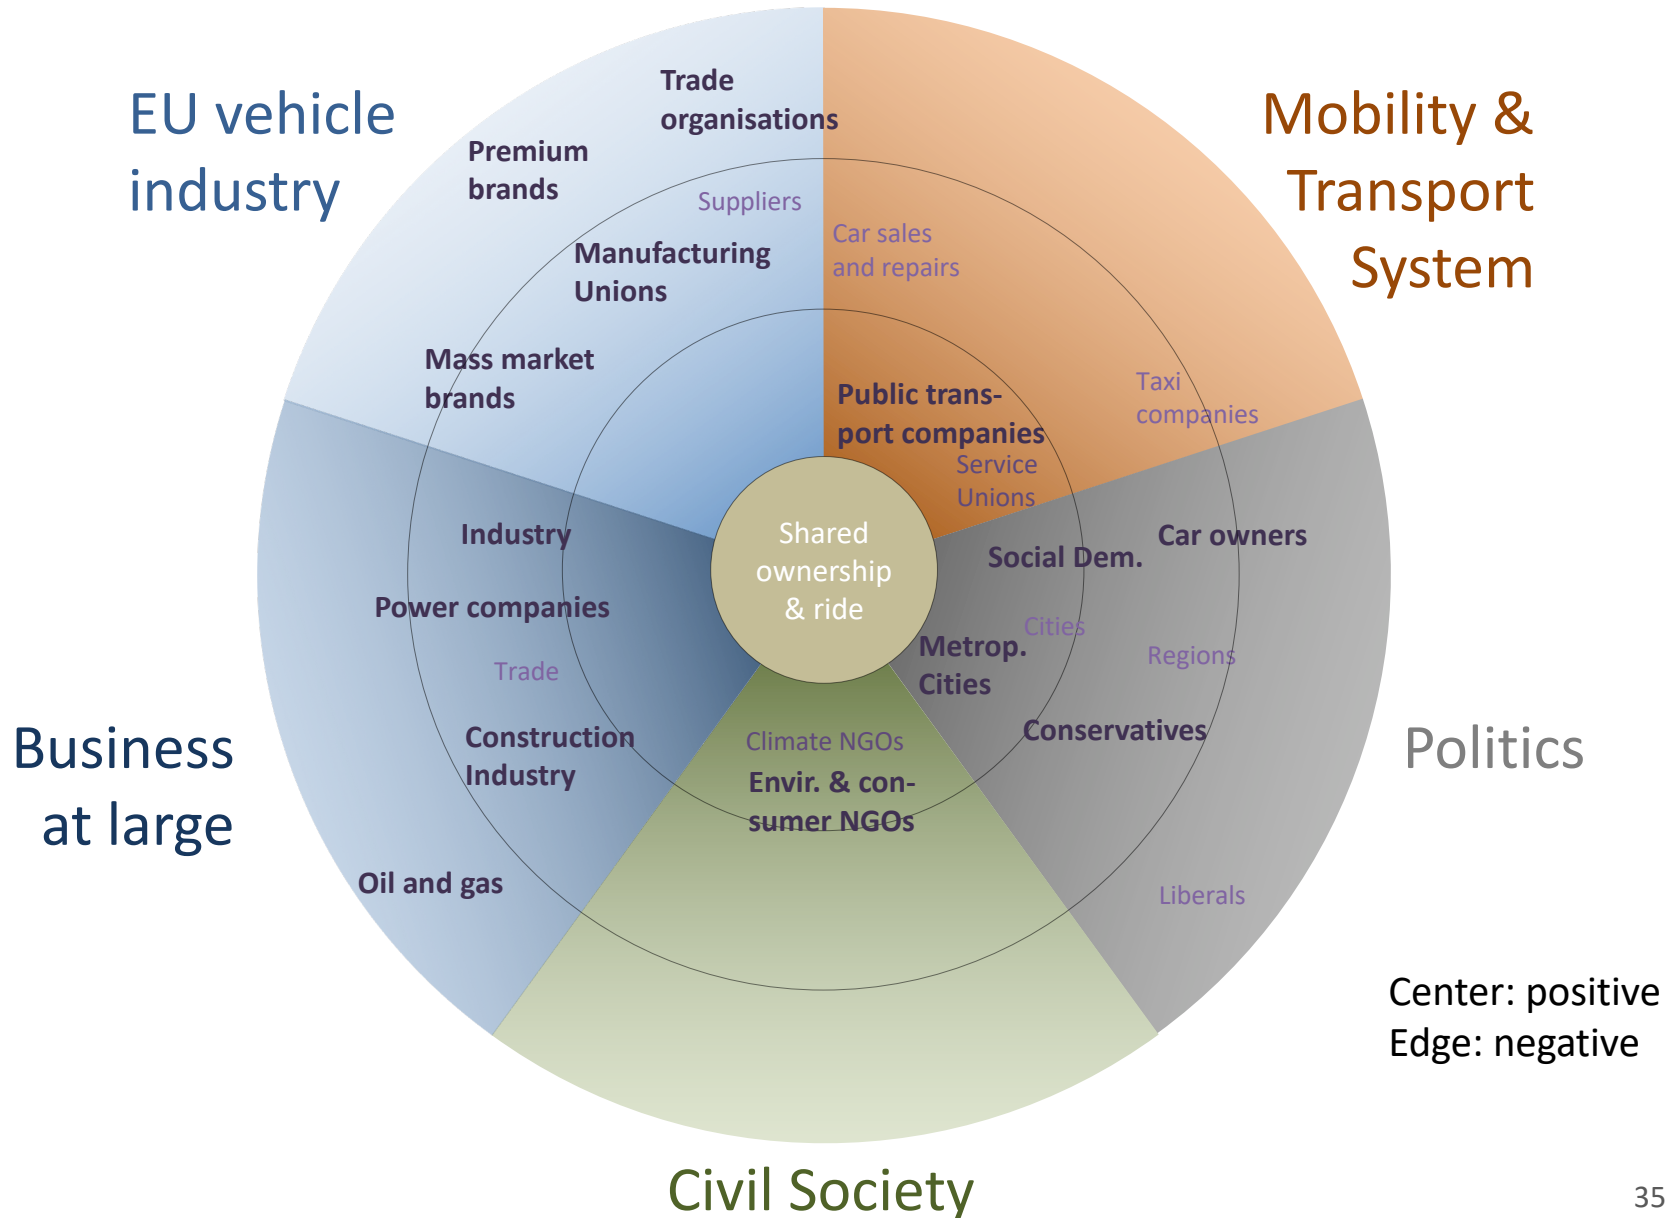 EU vehicle
industry
Trade
organisations
Premium
brands
Suppliers
Manufacturing
Unions
Mass market
brands
Mobility &
Transport
System
Car sales
and repairs
Taxi
companies
Public trans-
port companies
Service
Unions
Shared
ownership
& ride
Industry
Power companies
Trade
Construction
Industry
Oil and gas
Business
at large
Social Dem.
Car owners
Cities
Metrop.
Cities
Regions
Conservatives
Liberals
Politics
Climate NGOs
Envir. & con-
sumer NGOs
Center: positive
Edge: negative
Civil Society
35